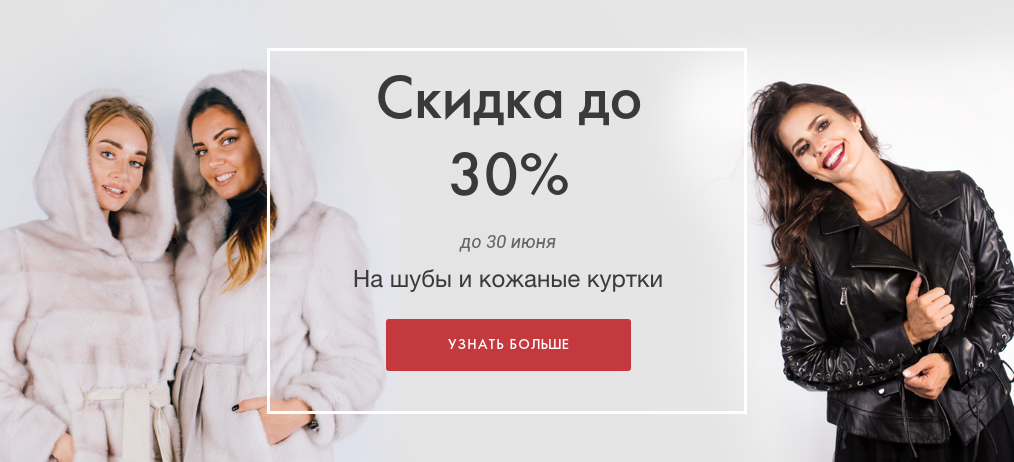 Скидка до
30%
до 30 июня
На шубы и кожаные куртки
УЗНАТЬ БОЛЬШЕ